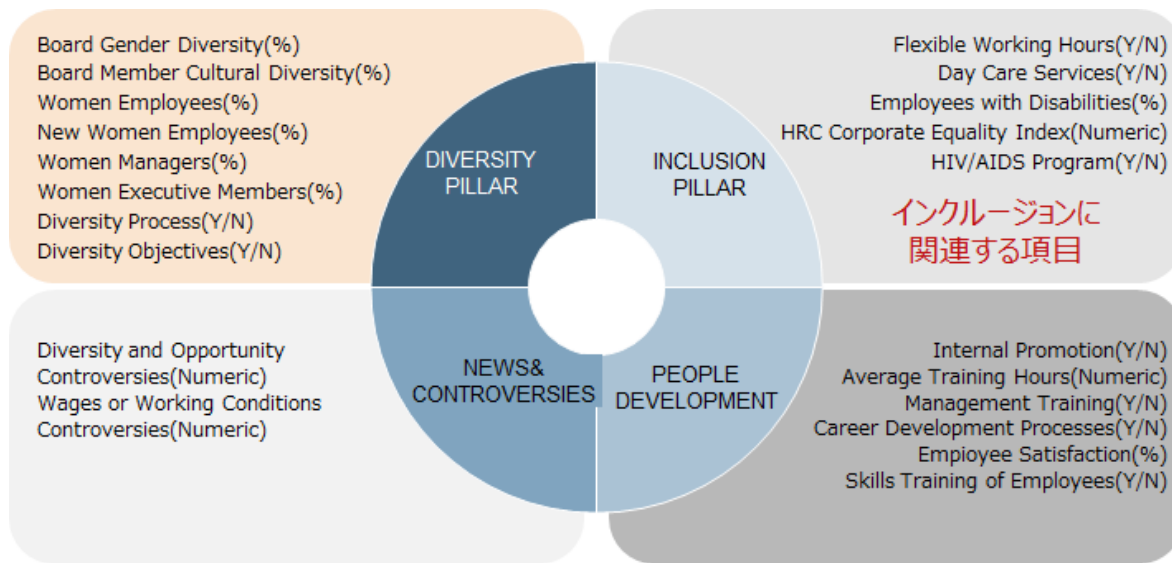 Board Gender Diversity(%)
Board Member Cultural Diversity(%)
Women Employees(%)
New Women Employees(%)
Women Managers(%)
Women Executive Members(%)
Diversity Process(Y/N)
Diversity Objectives(Y/N)
DIVERSITY
PILLAR
INCLUSION
PILLAR
Flexible Working Hours(Y/N)
Day Care Services(Y/N)
Employees with Disabilities(%)
HRC Corporate Equality Index(Numeric)
HIV/AIDS Program(Y/N)
インクルージョンに
関連する項目
Diversity and Opportunity
Controversies(Numeric)
Wages or Working Conditions
Controversies(Numeric)
NEWS&
CONTROVERSIES
PEOPLE
DEVELOPMENT
Internal Promotion(Y/N)
Average Training Hours(Numeric)
Management Training(Y/N)
Career Development Processes(Y/N)
Empioyee Satisfaction(%)
Skills Training of Employees(Y/N)